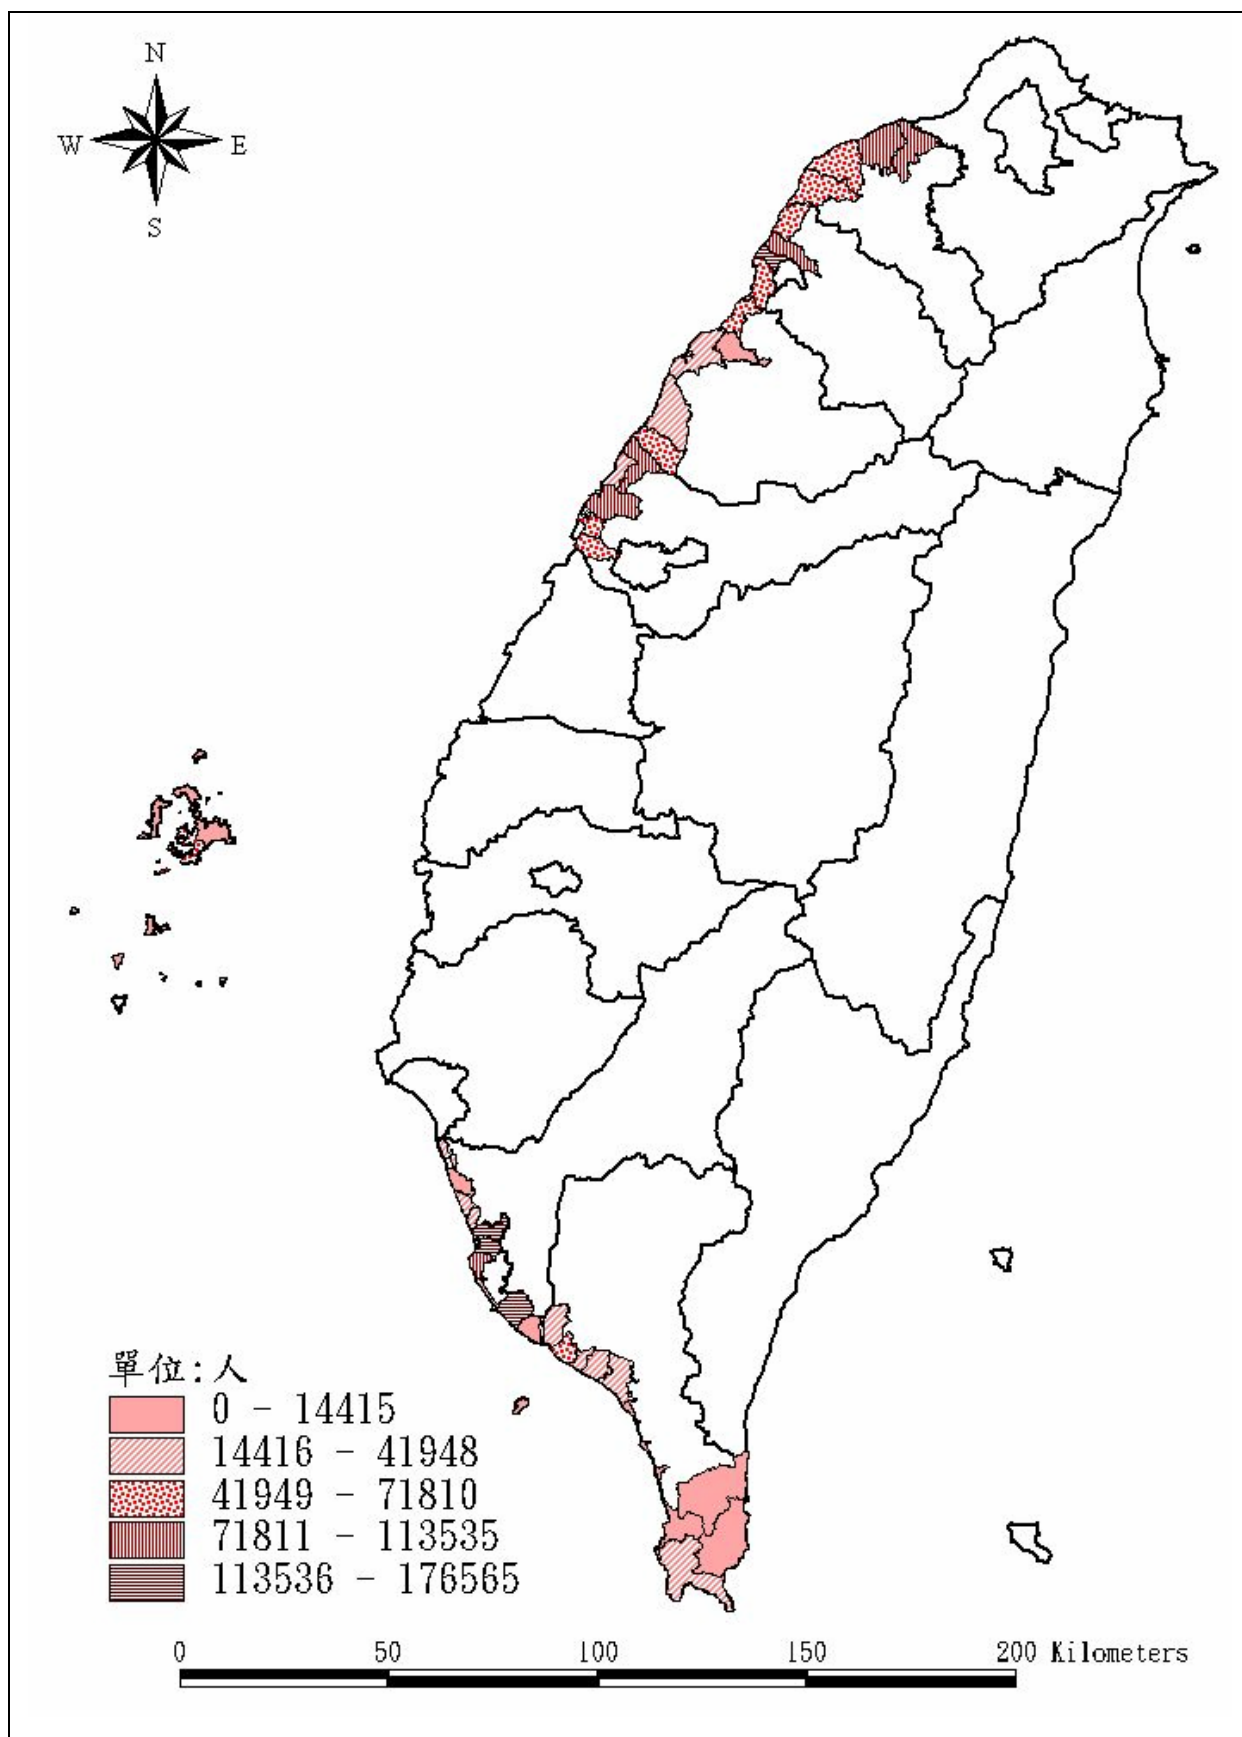 N
W E
S
單位:人
0 - 14415
14416 - 41948
41949 - 71810
71811 - 113535
113536 - 176565
0 50 100 150 200 Kilometers